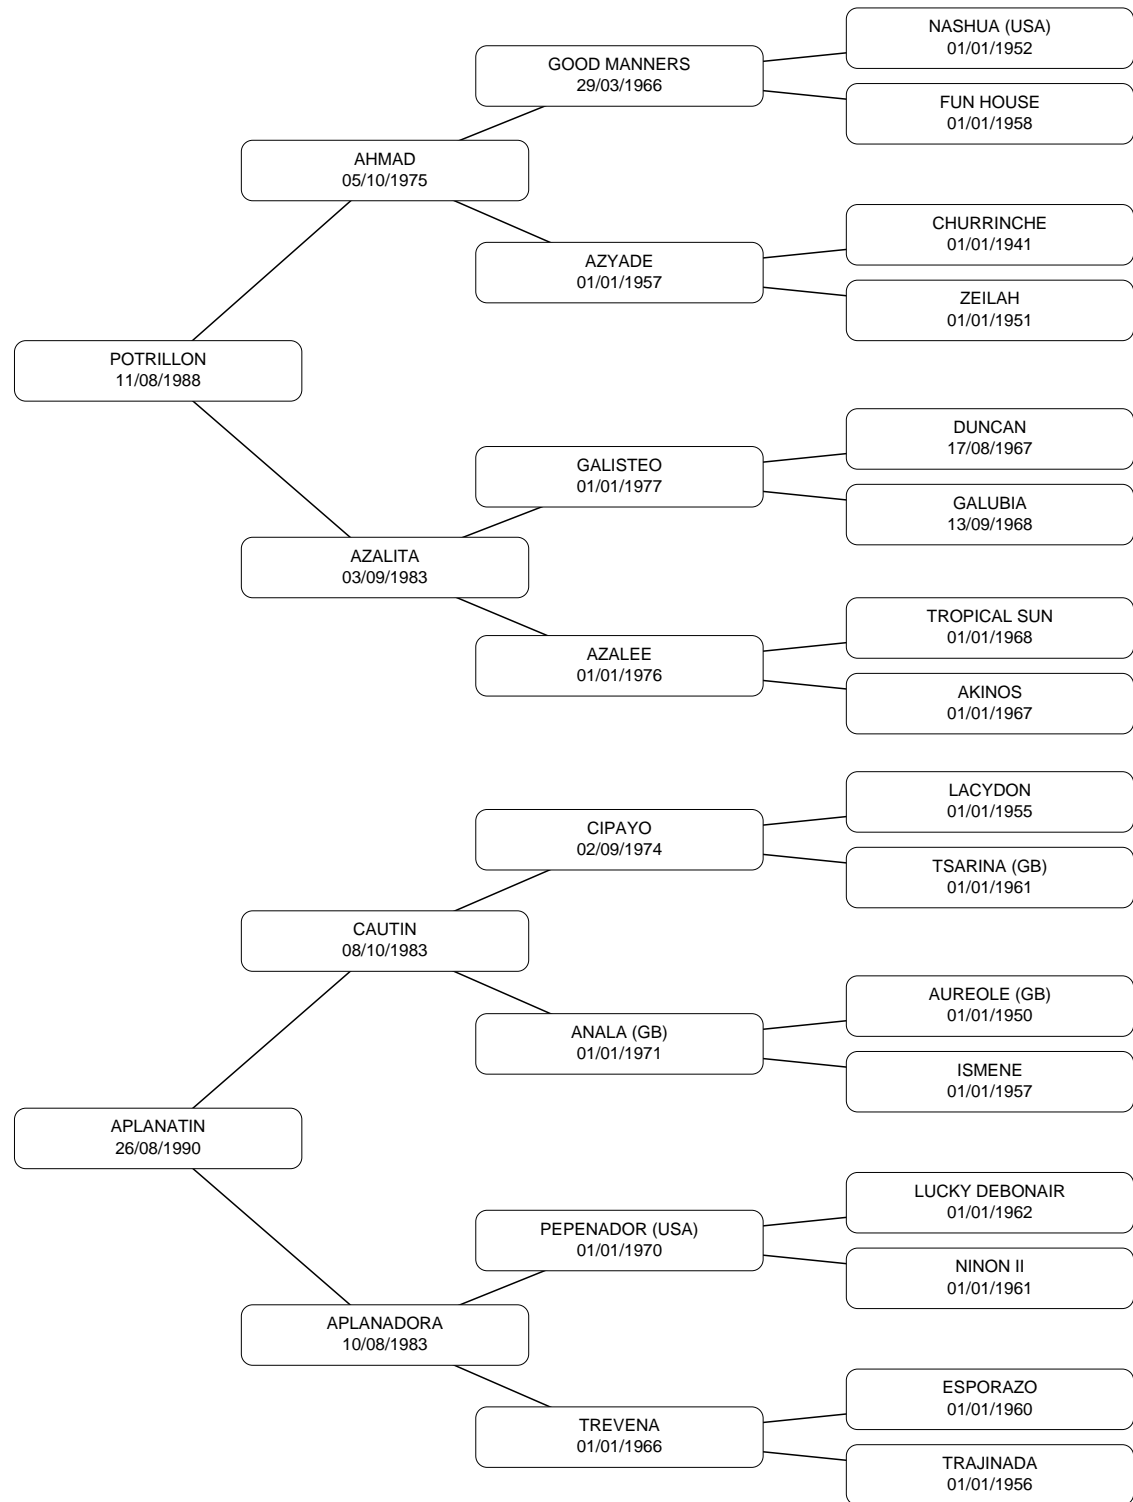 NASHUA (USA)
01/01/1952
GOOD MANNERS
29/03/1966
FUN HOUSE
01/01/1958
AHMAD
05/10/1975
CHURRINCHE
01/01/1941
AZYADE
01/01/1957
ZEILAH
01/01/1951
POTRILLON
11/08/1988
DUNCAN
17/08/1967
GALISTEO
01/01/1977
GALUBIA
13/09/1968
AZALITA
03/09/1983
TROPICAL SUN
01/01/1968
AZALEE
01/01/1976
AKINOS
01/01/1967
LACYDON
01/01/1955
CIPAYO
02/09/1974
TSARINA (GB)
01/01/1961
CAUTIN
08/10/1983
AUREOLE (GB)
01/01/1950
ANALA (GB)
01/01/1971
ISMENE
01/01/1957
APLANATIN
26/08/1990
LUCKY DEBONAIR
01/01/1962
PEPENADOR (USA)
01/01/1970
NINON II
01/01/1961
APLANADORA
10/08/1983
ESPORAZO
01/01/1960
TREVENA
01/01/1966
TRAJINADA
01/01/1956